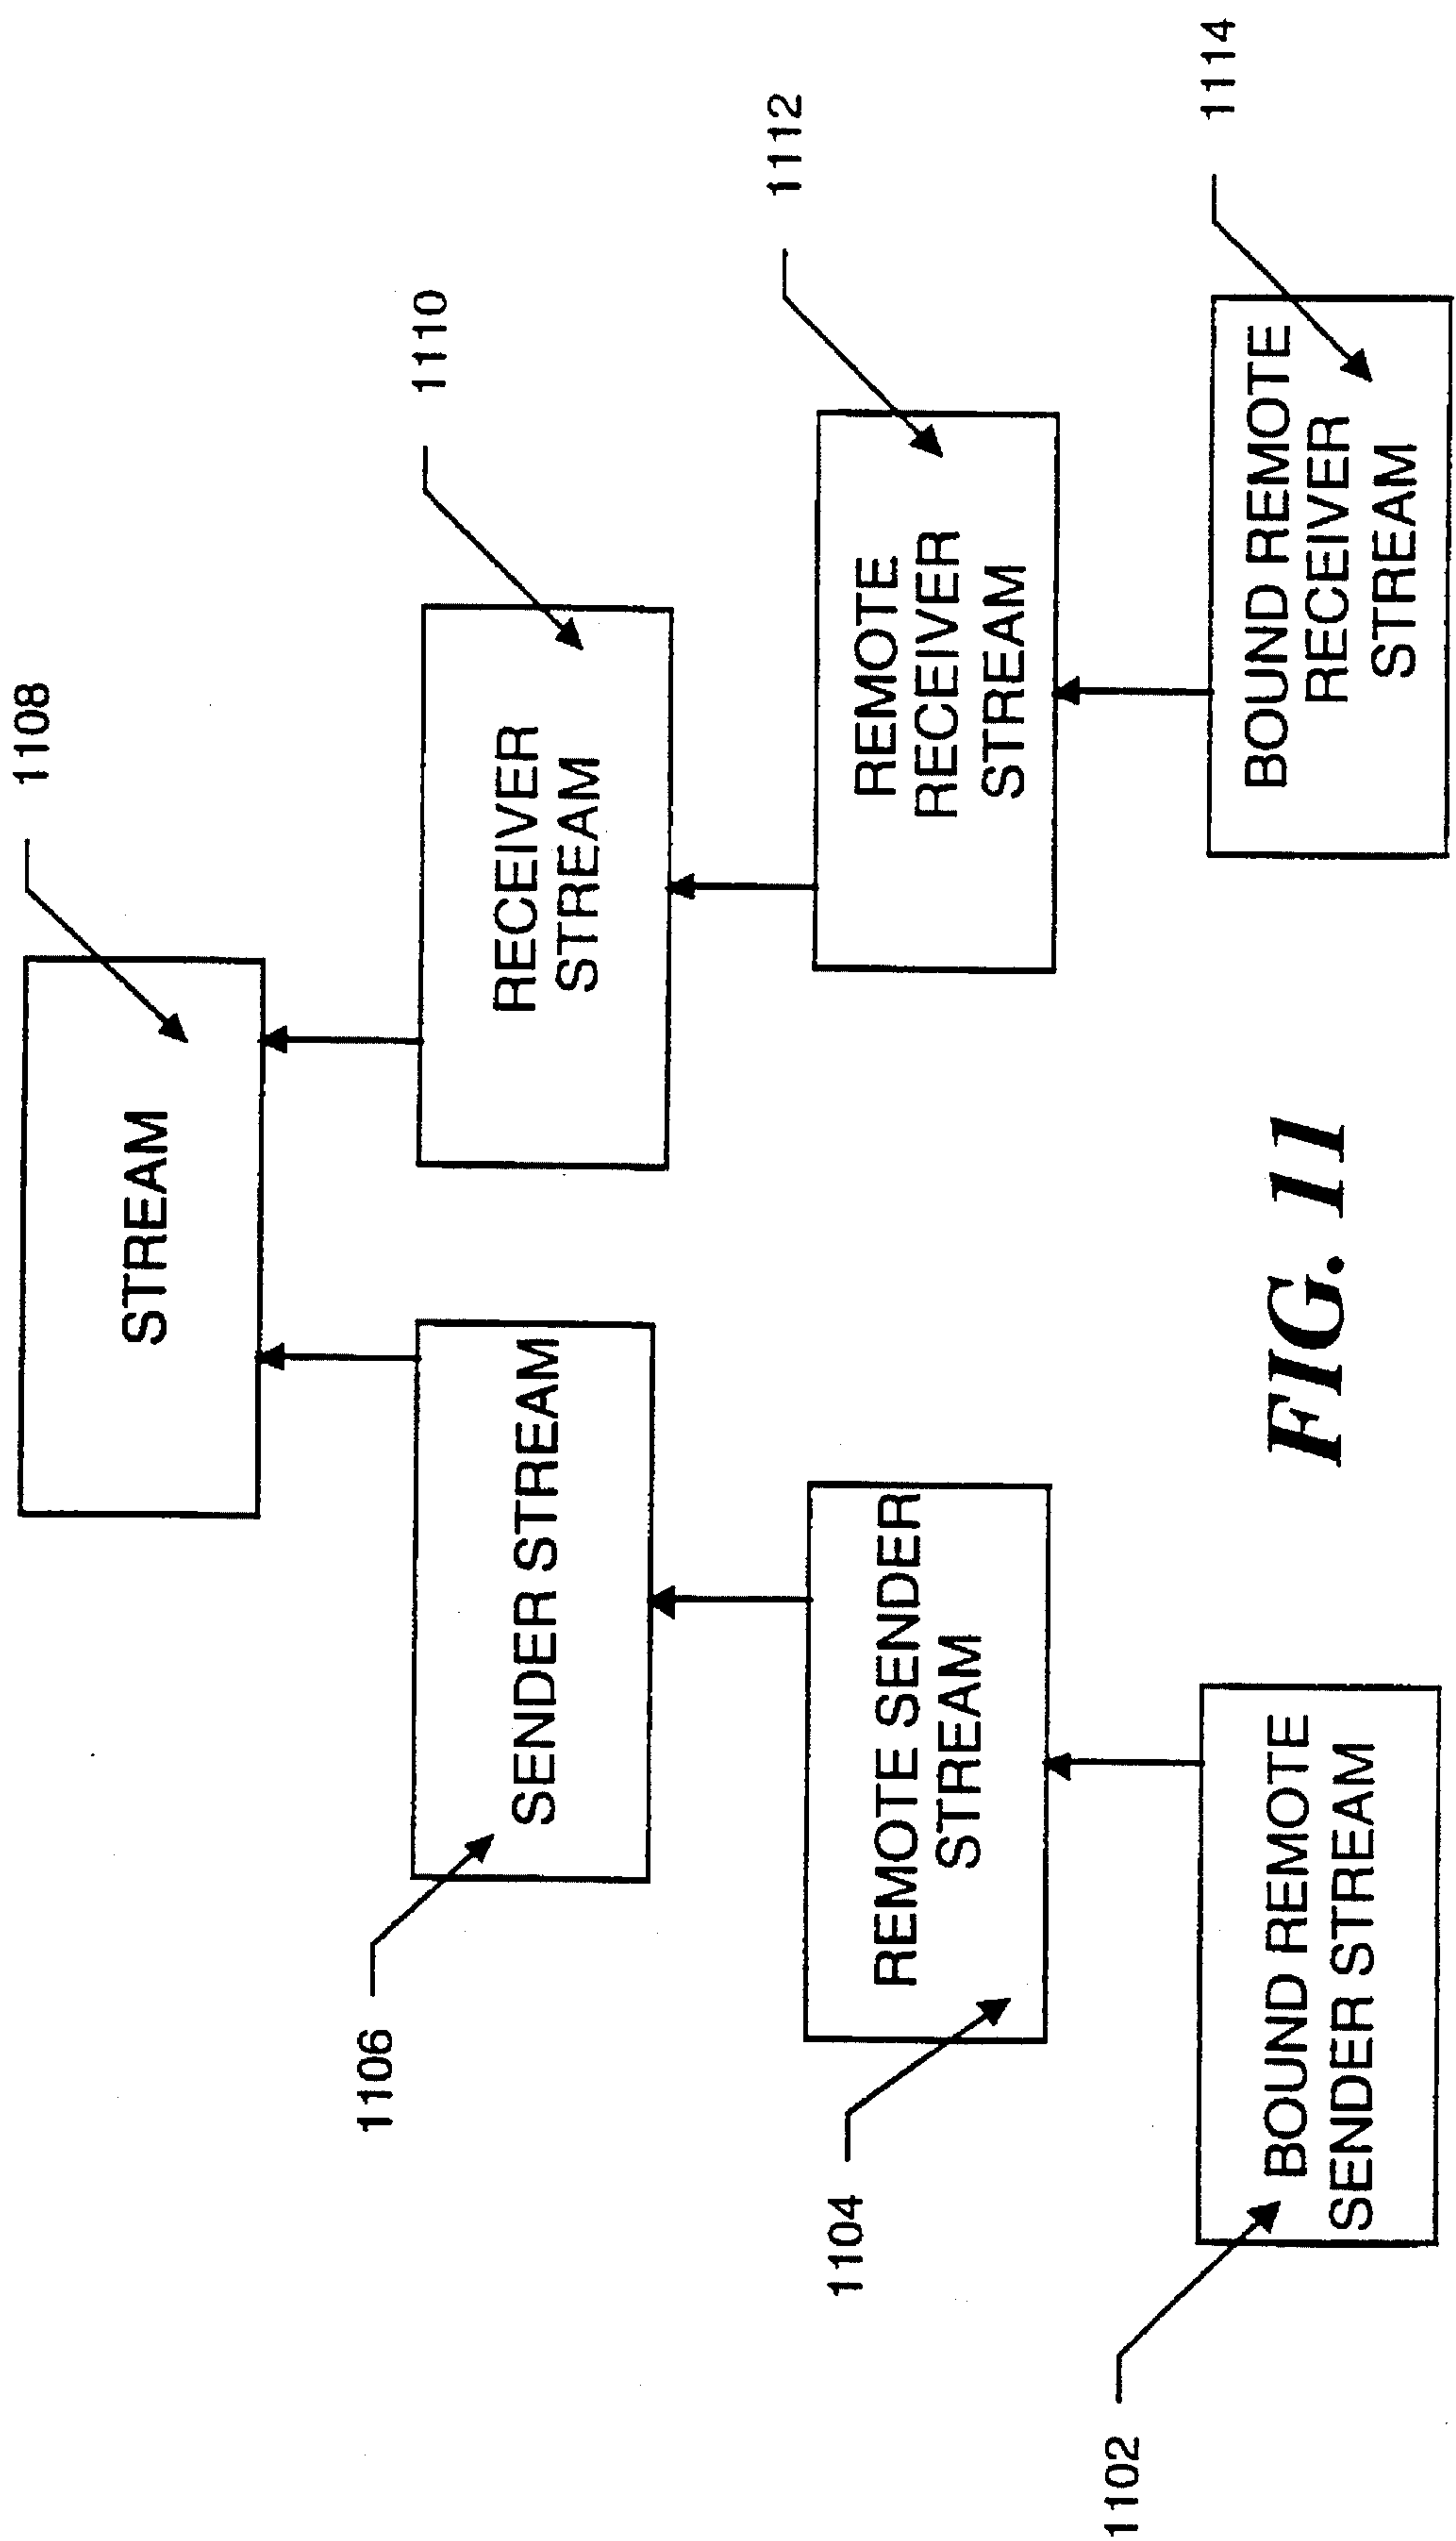 1108
STREAM
1106
SENDER STREAM
1110
RECEIVER
STREAM
1104
REMOTE SENDER
STREAM
1112
REMOTE
RECEIVER
STREAM
1102
BOUND REMOTE
SENDER STREAM
1114
BOUND REMOTE
RECEIVER
STREAM
FIG. 11